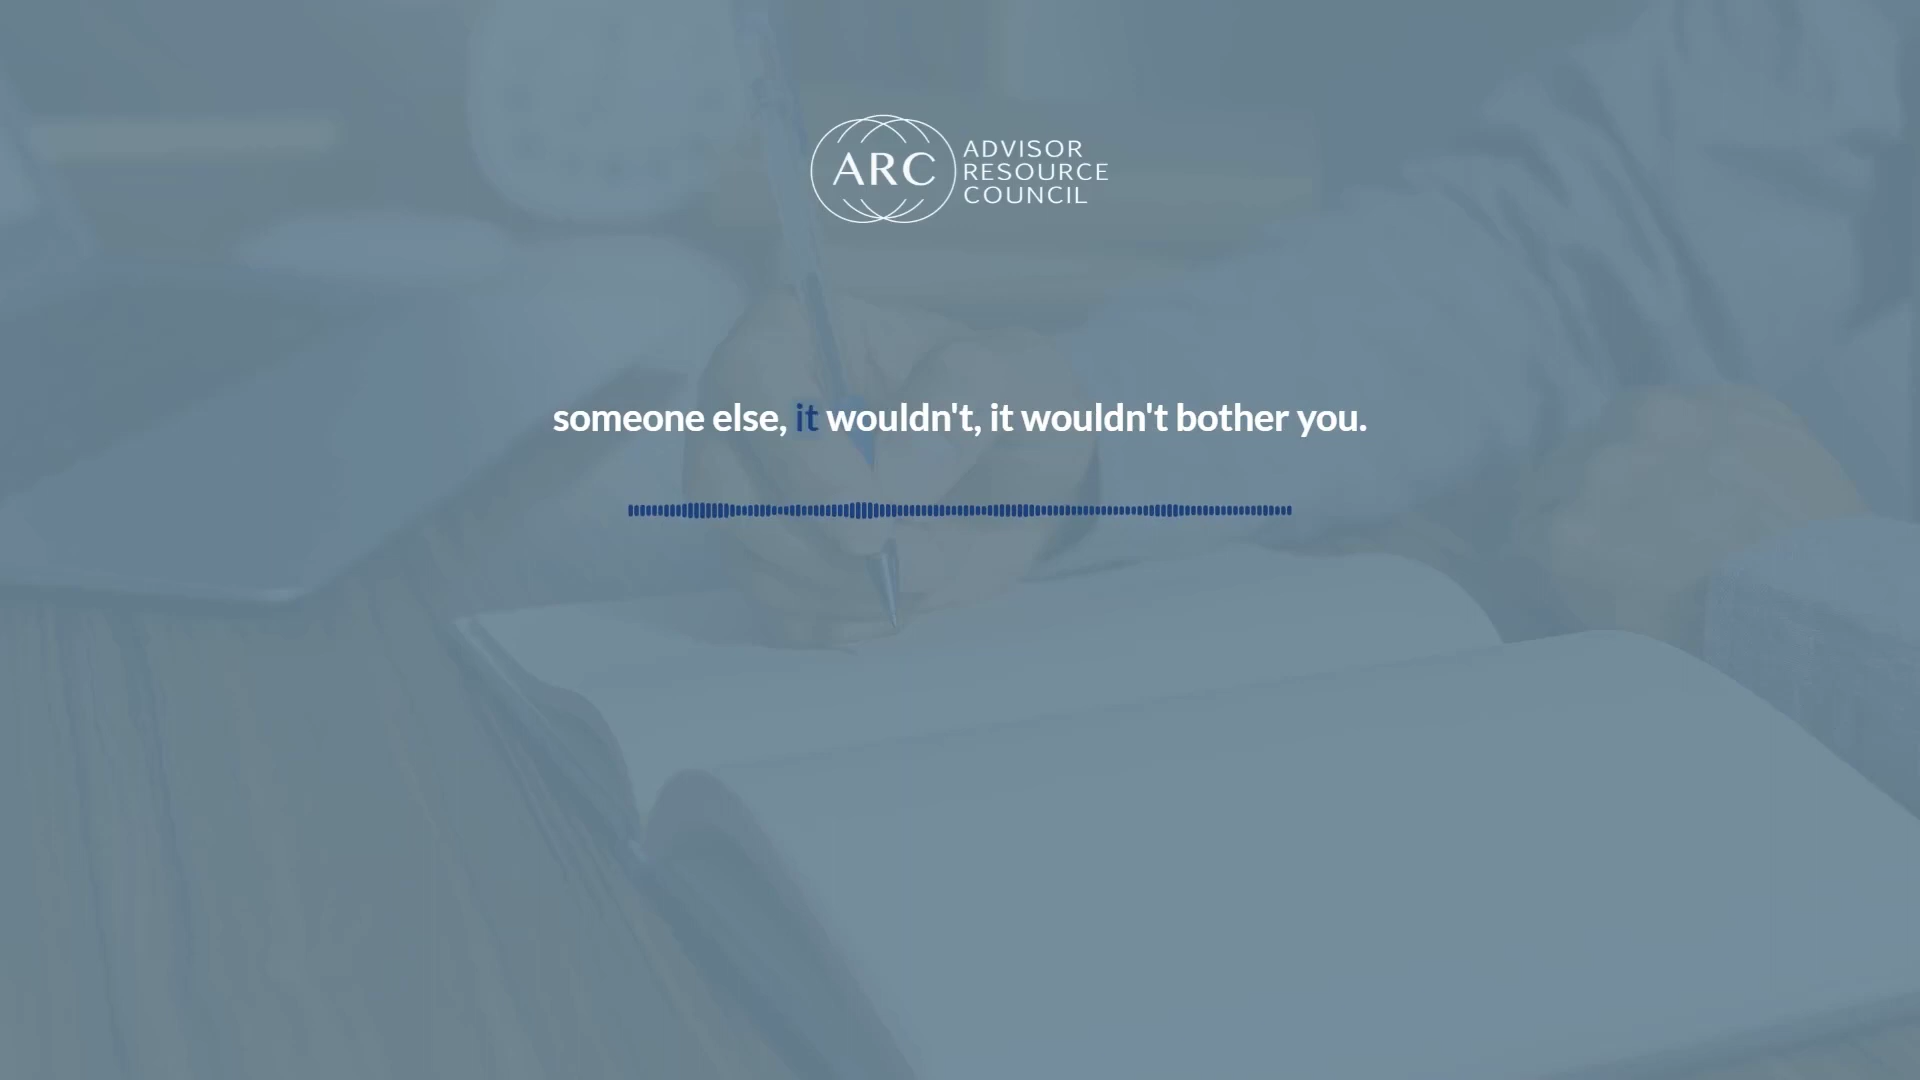 ARC
ADVISOR
RESOURCE
COUNCIL
someone else, it wouldn't, it wouldn't bother you.